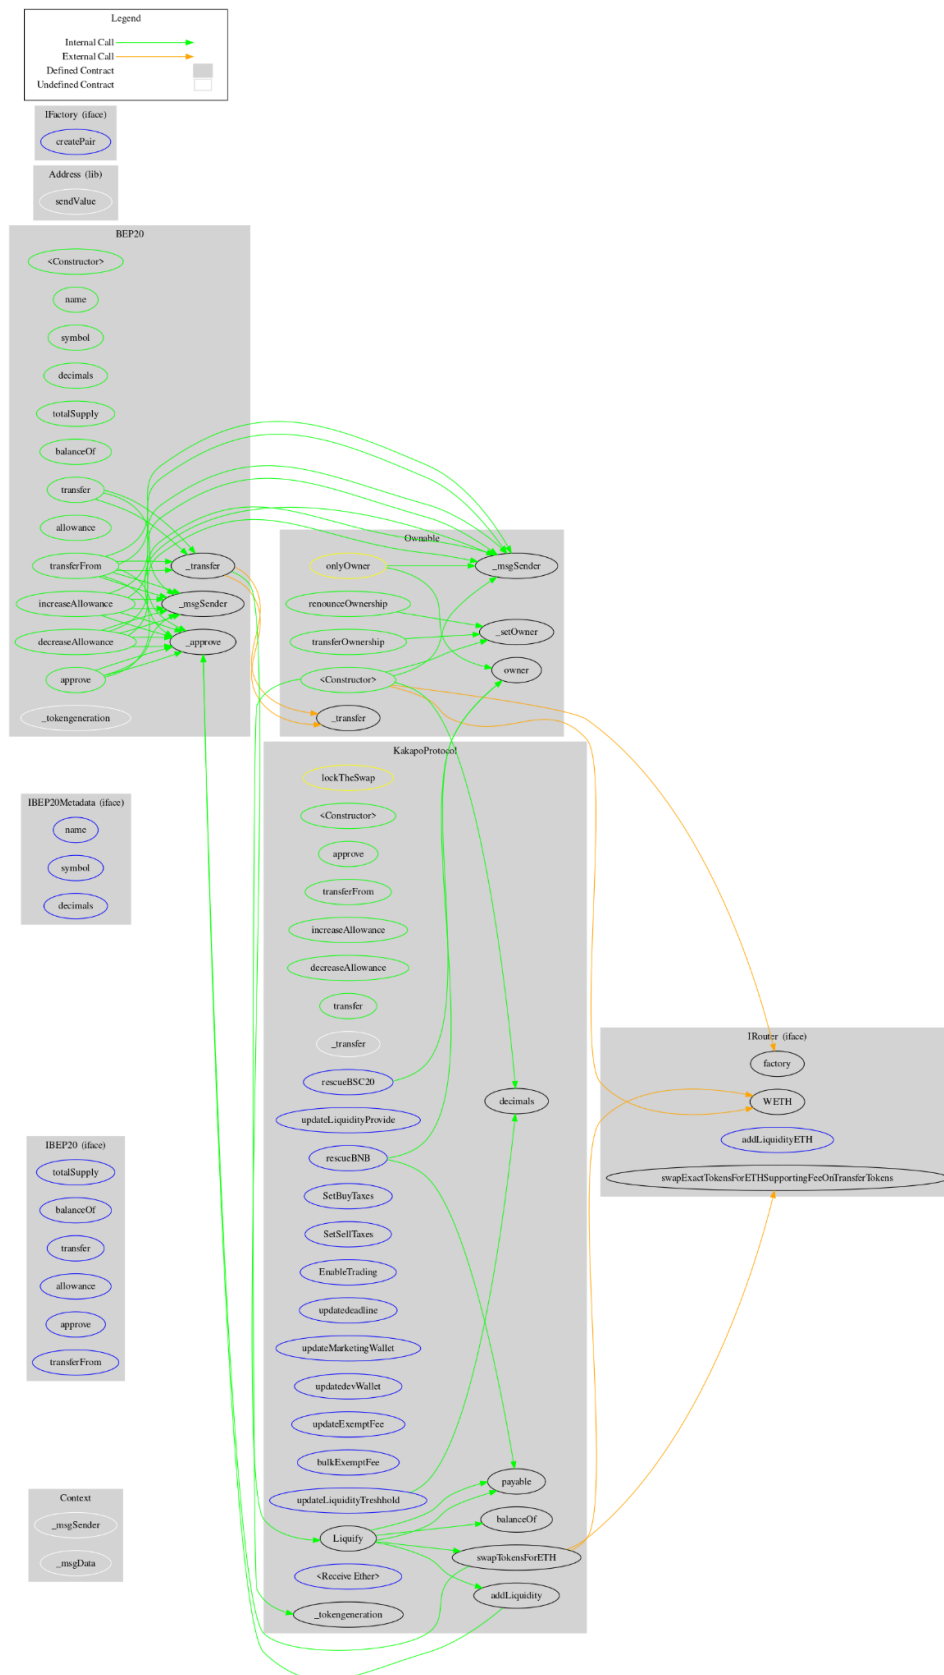 Legend
Internal Call
External Call
Defined Contract
Undefined Contract
IFactory (iface)
createPair
Address (lib)
sendValue
BEP20
<Constructor>
name
symbol
decimals
totalSupply
balanceOf
transfer
allowance
transferFrom
increaseAllowance
decreaseAllowance
approve
_tokengeneration
_transfer
_msgSender
_approve
Ownable
onlyOwner
renounceOwnership
transferOwnership
<Constructor>
_transfer
_msgSender
_setOwner
owner
KakapoProtocol
lockTheSwap
<Constructor>
approve
transferFrom
increaseAllowance
decreaseAllowance
transfer
_transfer
rescueBSC20
updateLiquidityProvide
rescueBNB
SetBuyTaxes
SetSellTaxes
EnableTrading
updatedeadline
updateMarketingWallet
updatedevWallet
updateExemptFee
bulkExemptFee
updateLiquidityTreshhold
Liquify
<Receive Ether>
_tokengeneration
decimals
payable
balanceOf
swapTokensForETH
addLiquidity
IRouter (iface)
factory
WETH
addLiquidityETH
swapExactTokensForETHSupportingFeeOnTransferTokens
IBEP20Metadata (iface)
name
symbol
decimals
IBEP20 (iface)
totalSupply
balanceOf
transfer
allowance
approve
transferFrom
Context
_msgSender
_msgData